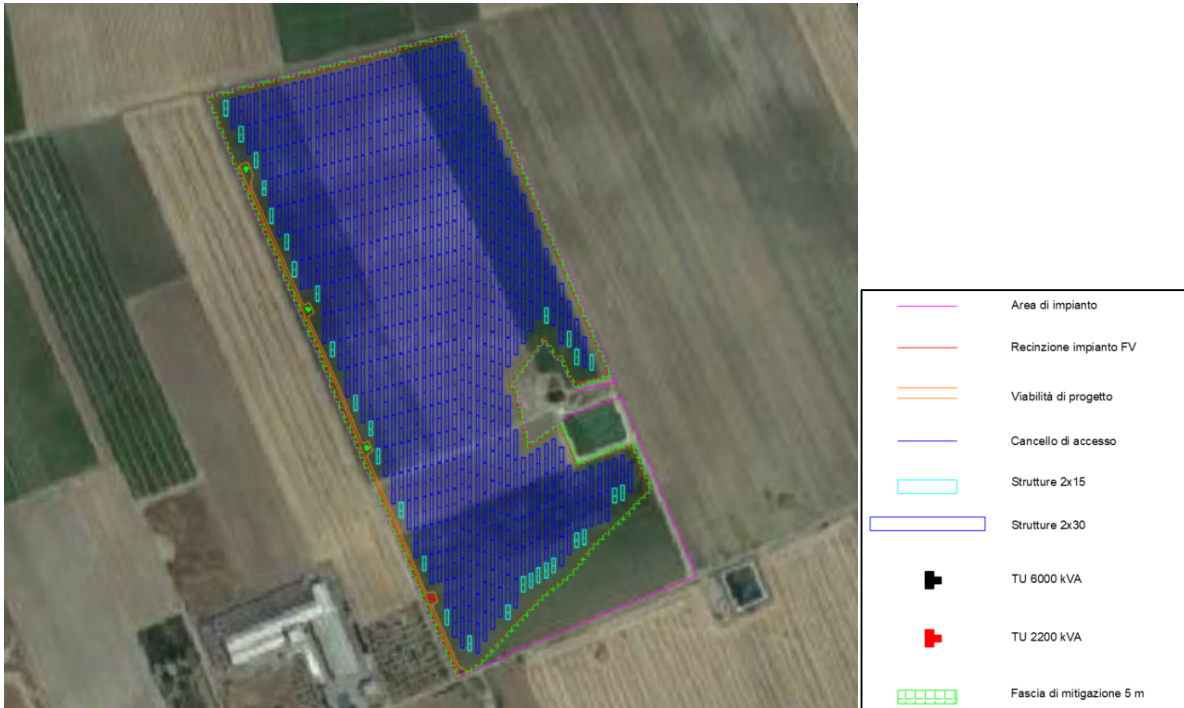 Area di impianto
Recinzione impianto FV
Viabilità di progetto
Cancello di accesso
Strutture 2x15
Strutture 2x30
TU 6000 kVA
TU 2200 kVA
Fascia di mitigazione 5 m